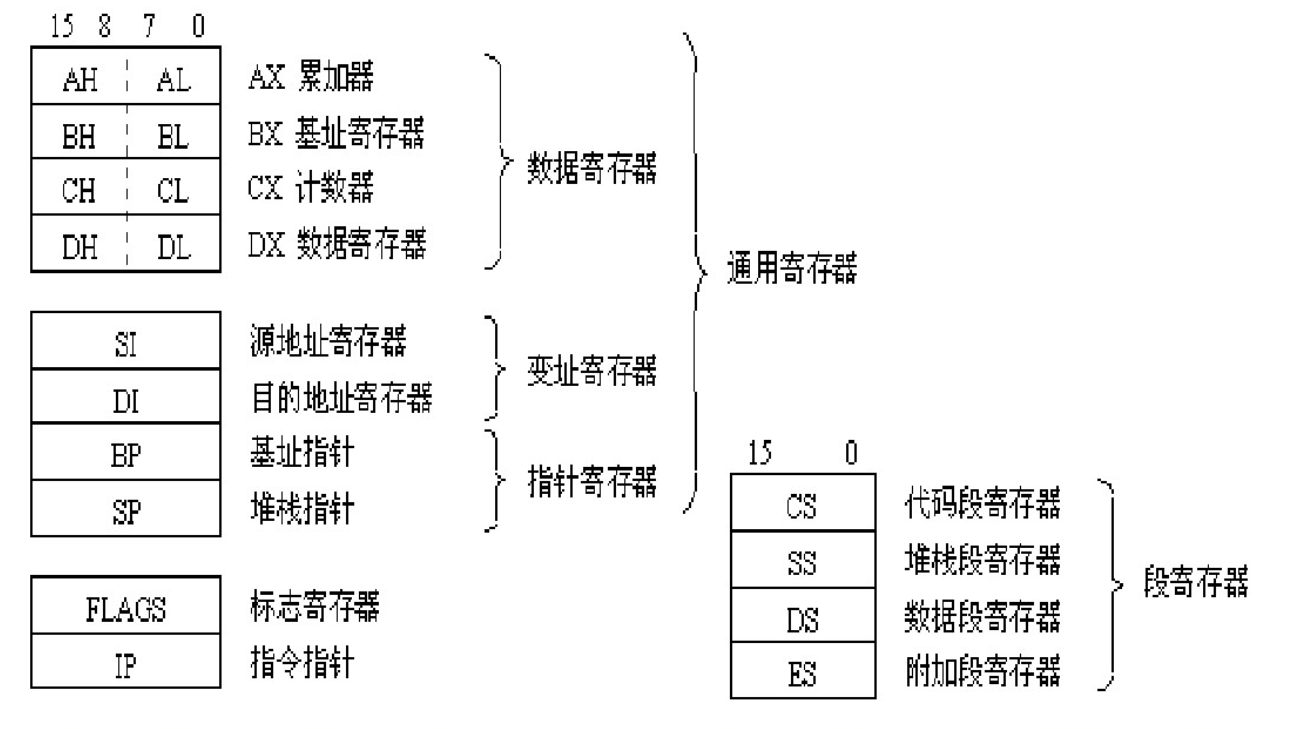 15 8 7 0
AH AL AX 累加器
BH BL BX 基址寄存器
CH CL CX 计数器
DH DL DX 数据寄存器
数据寄存器
通用寄存器
SI 源地址寄存器
DI 目的地址寄存器
变址寄存器
BP 基址指针
SP 堆栈指针
指针寄存器
FLAGS 标志寄存器
IP 指令指针
15 0
CS 代码段寄存器
SS 堆栈段寄存器
DS 数据段寄存器
ES 附加段寄存器
段寄存器